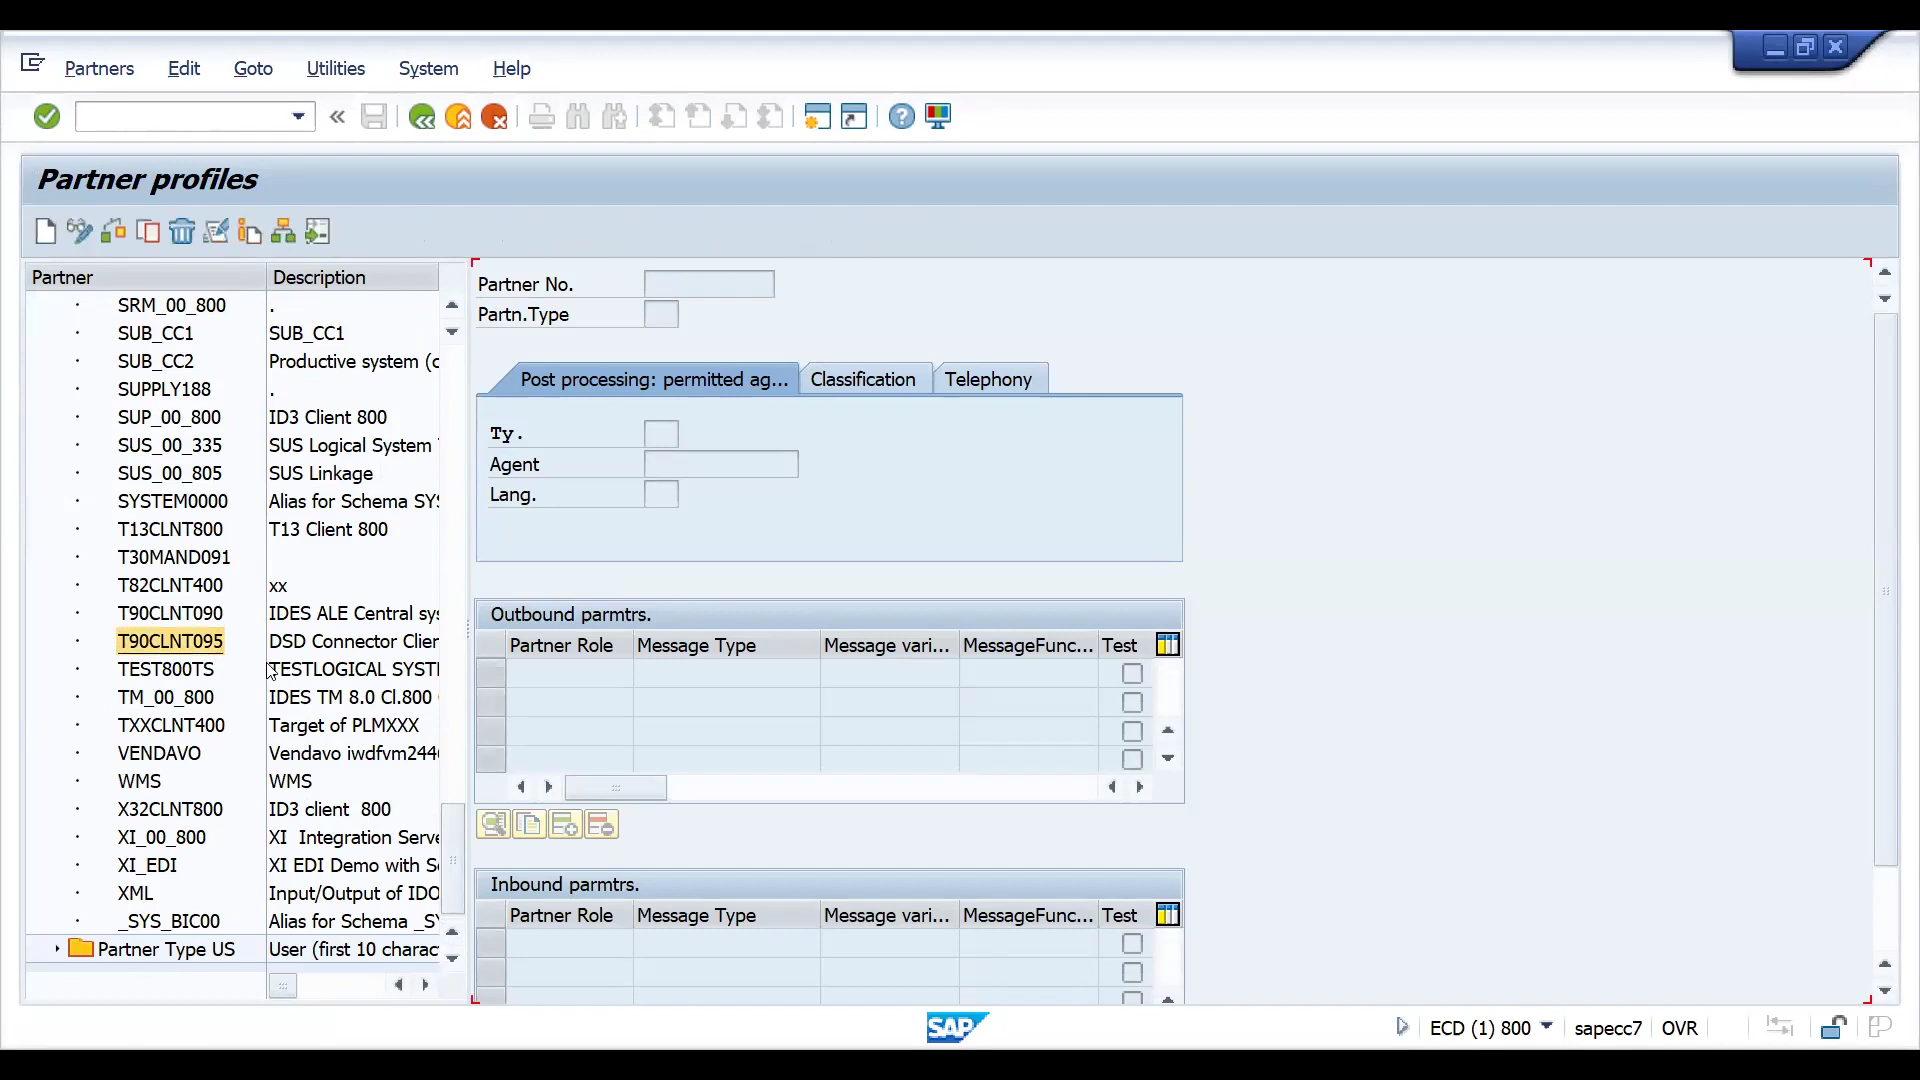 Partners Edit Goto Utilities System Help
Partner profiles
Partner Description
SRM_00_800 .
SUB_CC1 SUB_CC1
SUB_CC2 Productive system (c
SUPPLY188 .
SUP_00_800 ID3 Client 800
SUS_00_335 SUS Logical System
SUS_00_805 SUS Linkage
SYSTEM0000 Alias for Schema SYS
T13CLNT800 T13 Client 800
T30MAND091
T82CLNT400 xx
T90CLNT090 IDES ALE Central sys
T90CLNT095 DSD Connector Clien
TEST800TS TESTLOGICAL SYSTE
TM_00_800 IDES TM 8.0 Cl.800
TXXCLNT400 Target of PLMXXX
VENDAVO Vendavo iwdfvm244
WMS WMS
X32CLNT800 ID3 client 800
XI_00_800 XI Integration Serve
XI_EDI XI EDI Demo with Se
XML Input/Output of IDO
_SYS_BIC00 Alias for Schema _SY
Partner Type US User (first 10 charac
Partner No.
Partn.Type
Post processing: permitted ag... Classification Telephony
Ty.
Agent
Lang.
Outbound parmtrs.
Partner Role Message Type Message vari... MessageFunc... Test
Inbound parmtrs.
Partner Role Message Type Message vari... MessageFunc... Test
SAP ECD (1) 800 sapecc7 OVR